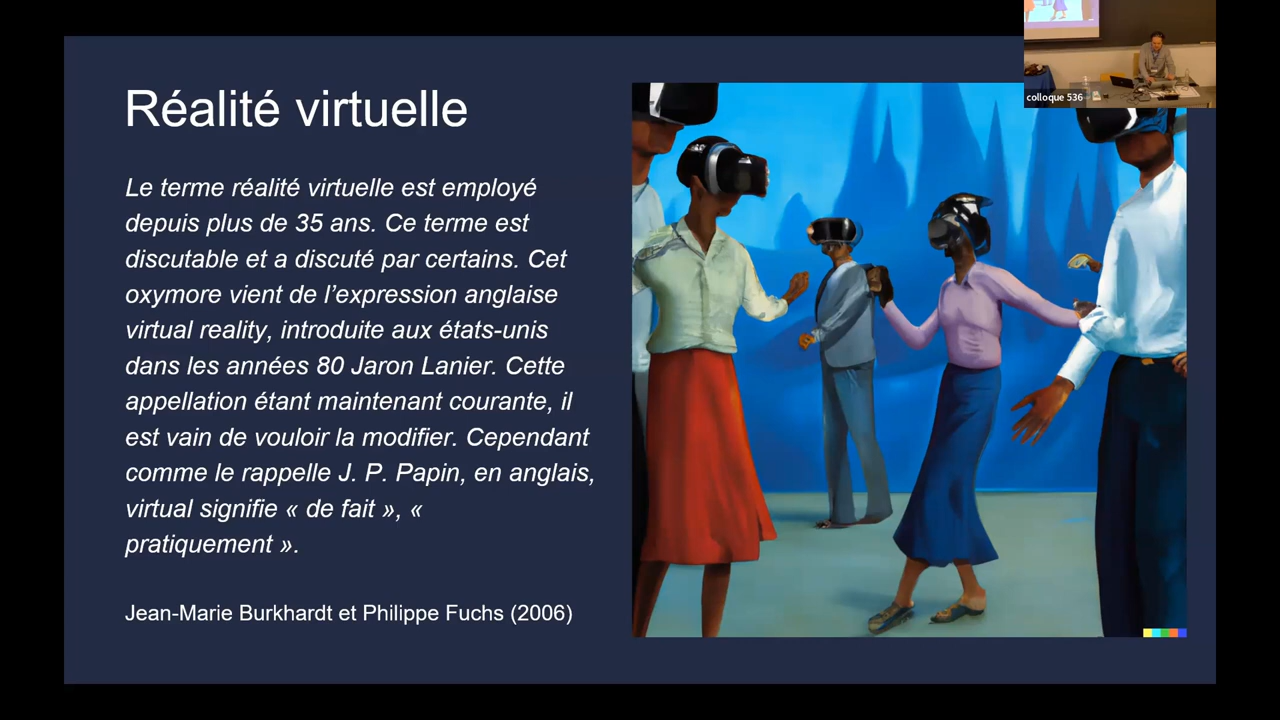 Réalité virtuelle
Le terme réalité virtuelle est employé
depuis plus de 35 ans. Ce terme est
discutable et a discuté par certains. Cet
oxymore vient de l’expression anglaise
virtual reality, introduite aux états-unis
dans les années 80 Jaron Lanier. Cette
appellation étant maintenant courante, il
est vain de vouloir la modifier. Cependant
comme le rappelle J. P. Papin, en anglais,
virtual signifie « de fait », «
pratiquement ».
Jean-Marie Burkhardt et Philippe Fuchs (2006)
colloque 536